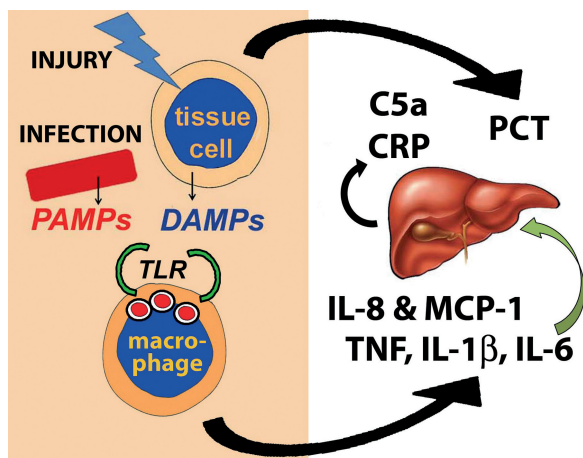 INJURY
tissue
cell
INFECTION
PAMPs
DAMPs
TLR
macro-
phage
C5a
CRP
PCT
IL-8 & MCP-1
TNF, IL-1β, IL-6